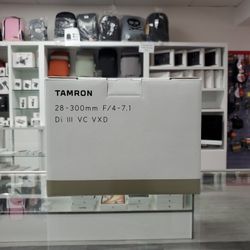 TAMRON
28-300mm F/4-7.1
Di III VC VXD